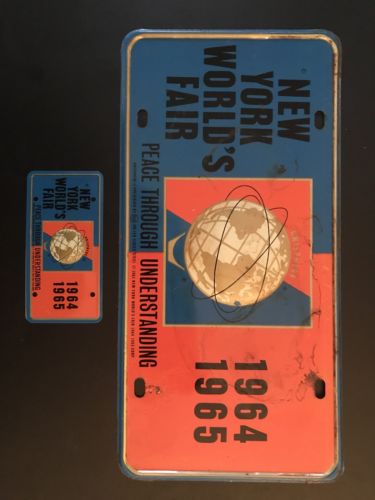 NEW
YORK
WORLD'S
FAIR
1964
1965
PEACE THROUGH UNDERSTANDING
NEW
YORK
WORLD'S
FAIR
1964
1965
PEACE THROUGH UNDERSTANDING